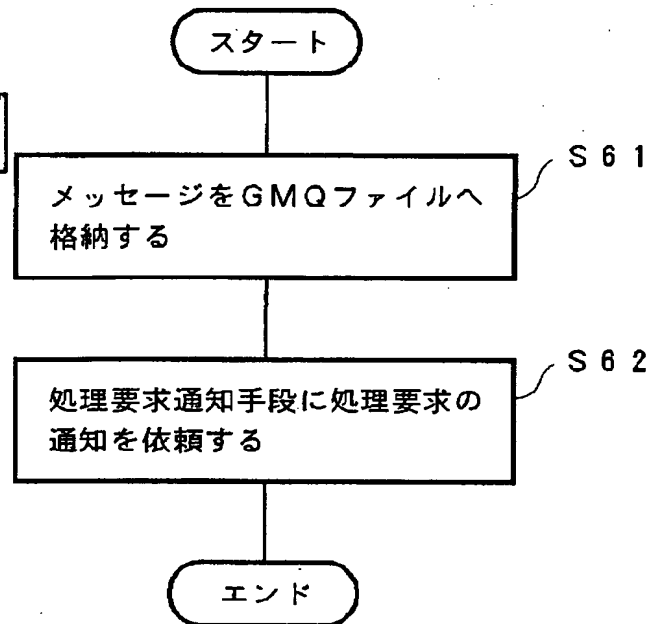 スタート
S61
メッセージをGMQファイルへ
格納する
S62
処理要求通知手段に処理要求の
通知を依頼する
エンド